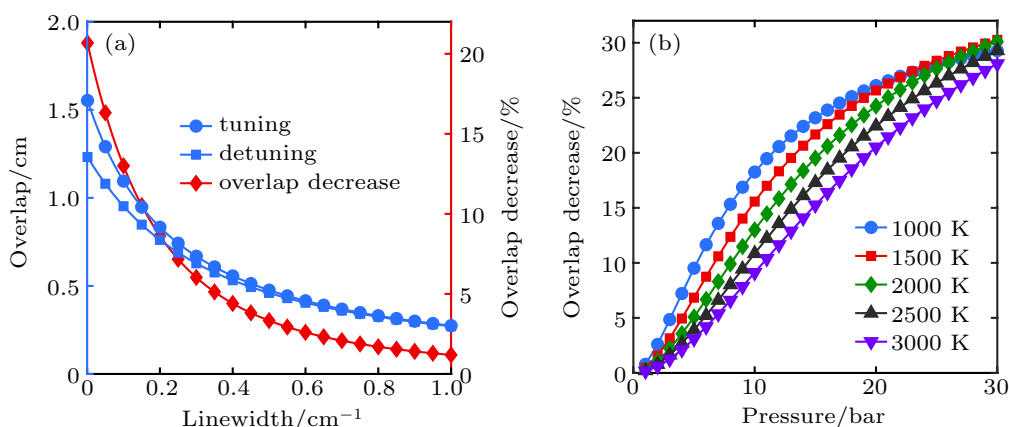 (a)
2.0
1.5
1.0
0.5
0
Overlap/cm
0
0.2
0.4
0.6
0.8
1.0
Linewidth/cm⁻¹
20
15
10
5
0
Overlap decrease/%
tuning
detuning
overlap decrease
(b)
30
25
20
15
10
5
0
Overlap decrease/%
0
10
20
30
Pressure/bar
1000 K
1500 K
2000 K
2500 K
3000 K